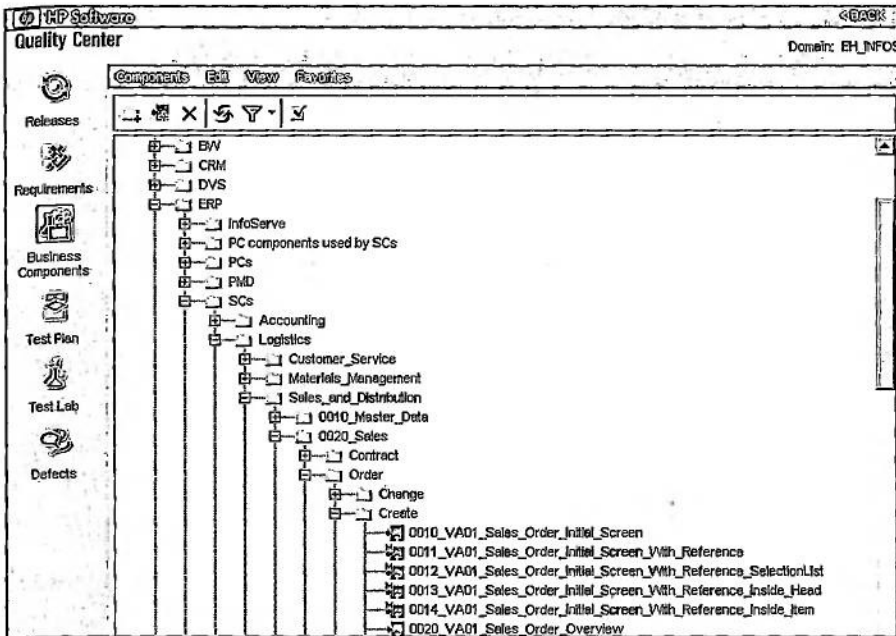 HP Software
<BACK
Quality Center
Domain: EH_INFOS
Components Edit View Favorites
Releases
Requirements
Business
Components
Test Plan
Test Lab
Defects
BW
CRM
DVS
ERP
InfoServe
PC components used by SCs
PCs
PMD
SCs
Accounting
Logistics
Customer_Service
Materials_Management
Sales_and_Distribution
0010_Master_Data
0020_Sales
Contract
Order
Change
Create
0010_VA01_Sales_Order_Initial_Screen
0011_VA01_Sales_Order_Initial_Screen_With_Reference
0012_VA01_Sales_Order_Initial_Screen_With_Reference_SelectionList
0013_VA01_Sales_Order_Initial_Screen_With_Reference_Inside_Head
0014_VA01_Sales_Order_Initial_Screen_With_Reference_Inside_Item
0020_VA01_Sales_Order_Overview